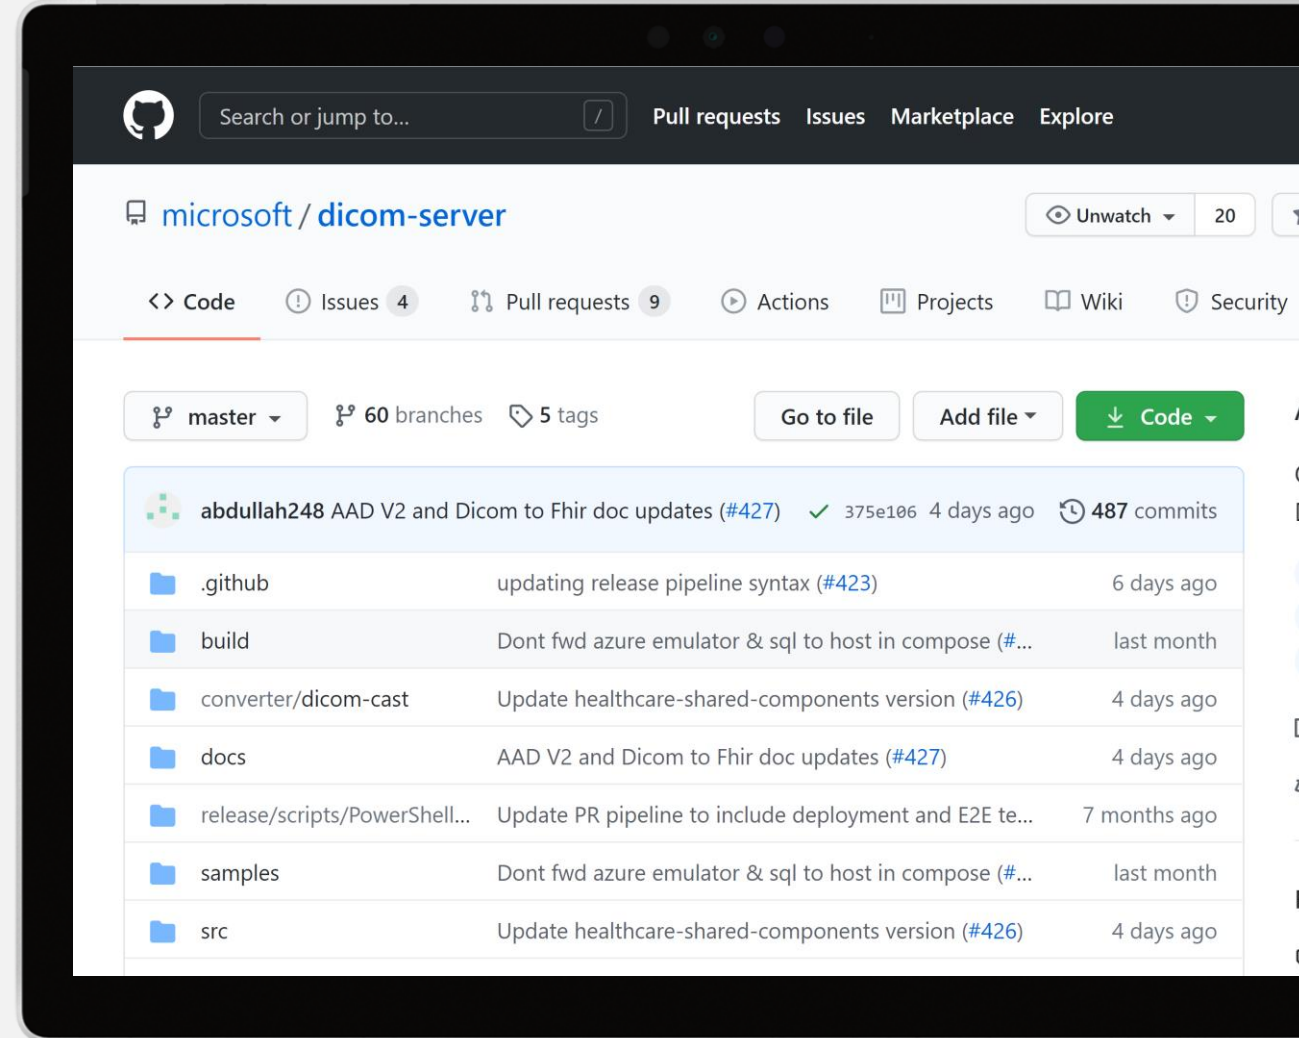 Search or jump to... / Pull requests Issues Marketplace Explore
microsoft / dicom-server Unwatch 20
Code Issues 4 Pull requests 9 Actions Projects Wiki Security
master 60 branches 5 tags Go to file Add file Code
abdullah248 AAD V2 and Dicom to Fhir doc updates (#427) 375e106 4 days ago 487 commits
.github updating release pipeline syntax (#423) 6 days ago
build Dont fwd azure emulator & sql to host in compose (#... last month
converter/dicom-cast Update healthcare-shared-components version (#426) 4 days ago
docs AAD V2 and Dicom to Fhir doc updates (#427) 4 days ago
release/scripts/PowerShell... Update PR pipeline to include deployment and E2E te... 7 months ago
samples Dont fwd azure emulator & sql to host in compose (#... last month
src Update healthcare-shared-components version (#426) 4 days ago